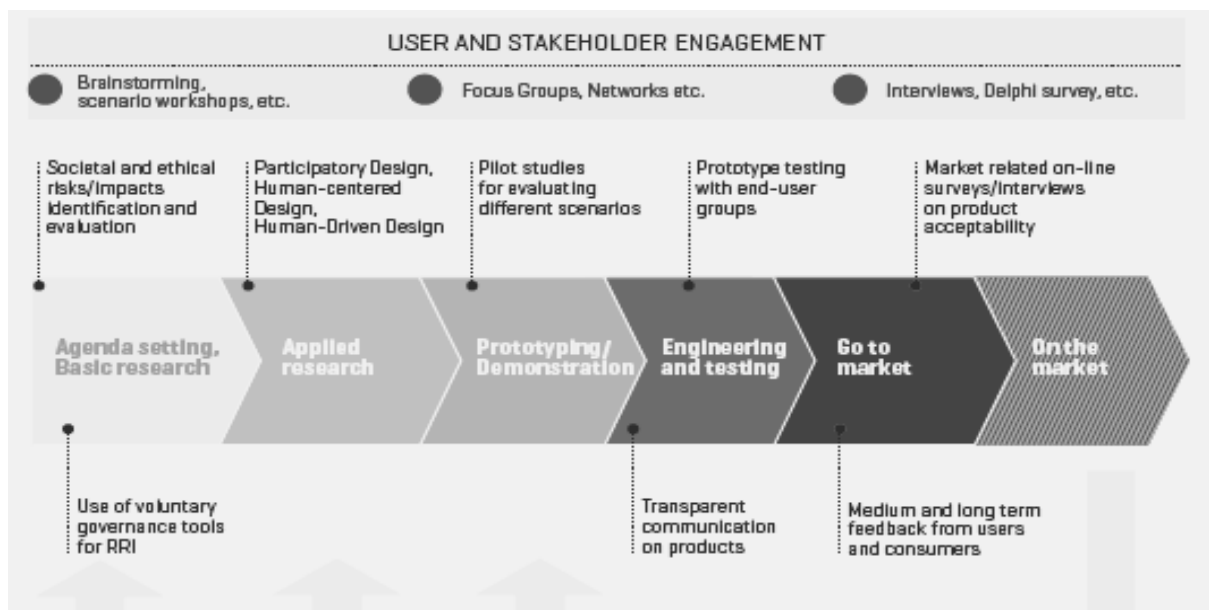 USER AND STAKEHOLDER ENGAGEMENT
Brainstorming,
scenario workshops, etc.
Focus Groups, Networks etc.
Interviews, Delphi survey, etc.
Societal and ethical
risks/impacts
identification and
evaluation
Participatory Design,
Human-centered
Design,
Human-Driven Design
Pilot studies
for evaluating
different scenarios
Prototype testing
with end-user
groups
Market related on-line
surveys/interviews
on product
acceptability
Agenda setting,
Basic research
Applied
research
Prototyping/
Demonstration
Engineering
and testing
Go to
market
On the
market
Use of voluntary
governance tools
for RRI
Transparent
communication
on products
Medium and long term
feedback from users
and consumers